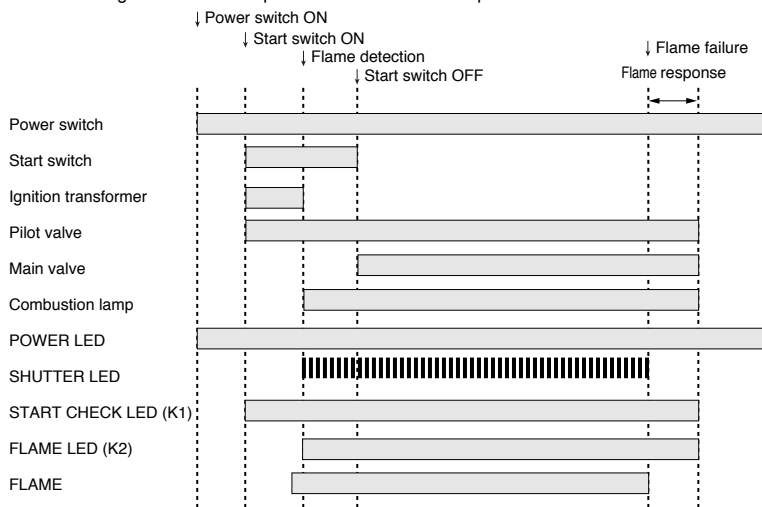 ↓ Power switch ON
↓ Start switch ON
↓ Flame detection
↓ Flame failure
↓ Start switch OFF
Flame response
Power switch
Start switch
Ignition transformer
Pilot valve
Main valve
Combustion lamp
POWER LED
SHUTTER LED
START CHECK LED (K1)
FLAME LED (K2)
FLAME